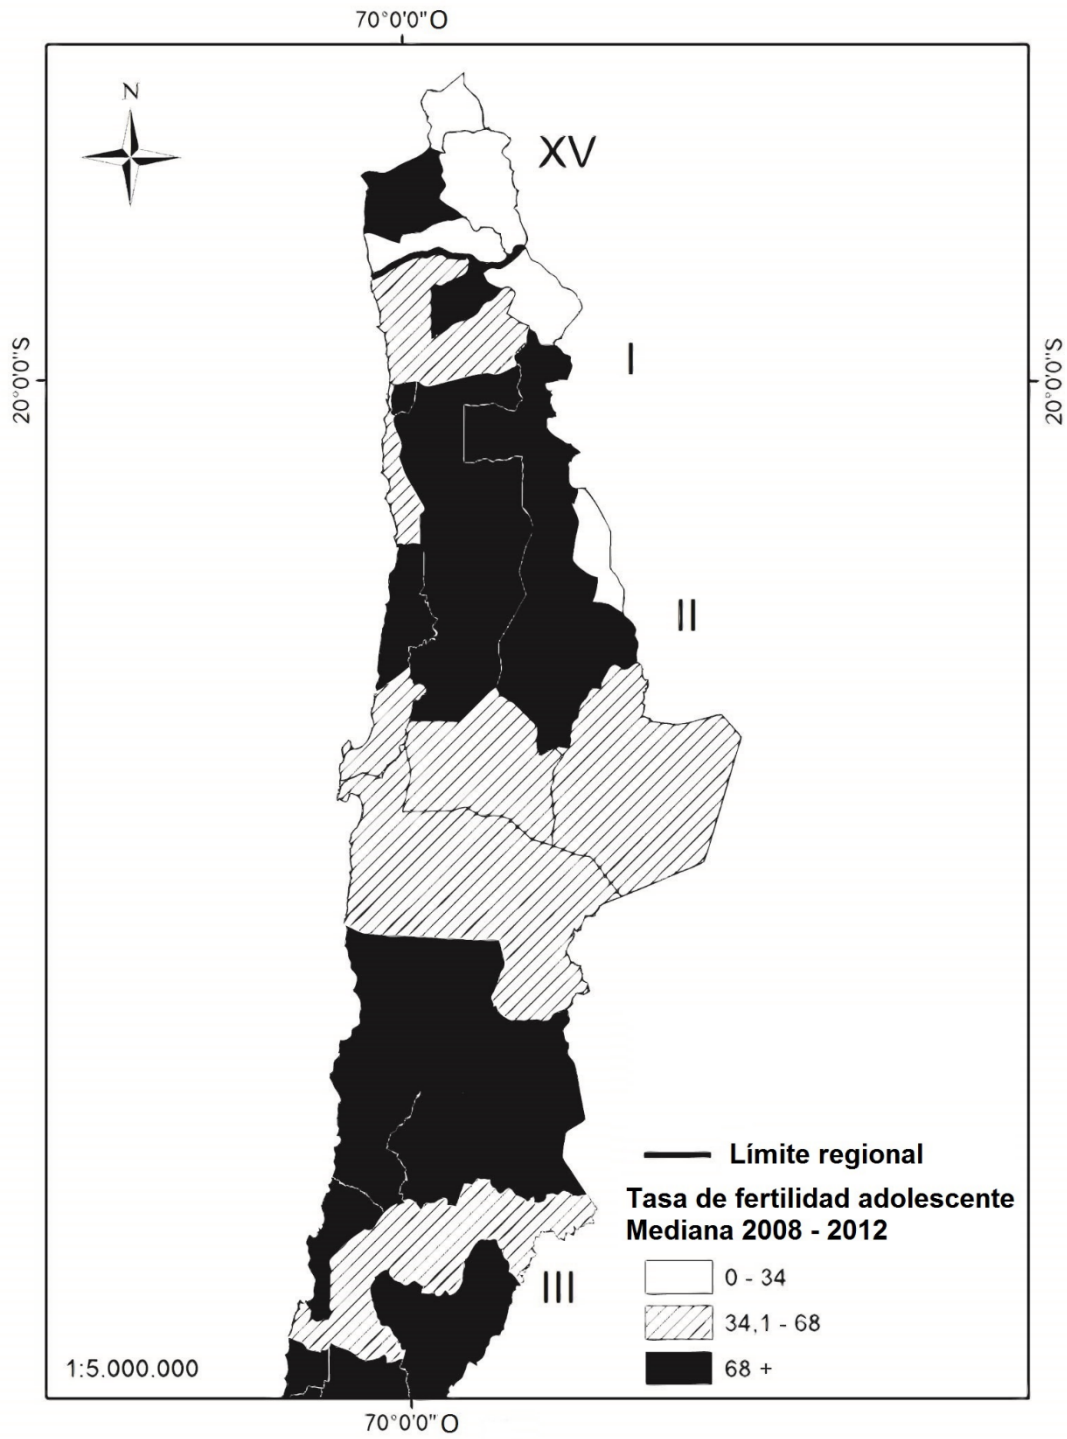 70°0'0"O
N
XV
I
20°0'0"S
20°0'0"S
II
Límite regional
Tasa de fertilidad adolescente
Mediana 2008 - 2012
0 - 34
III
34,1 - 68
1:5.000.000
68 +
70°0'0"O